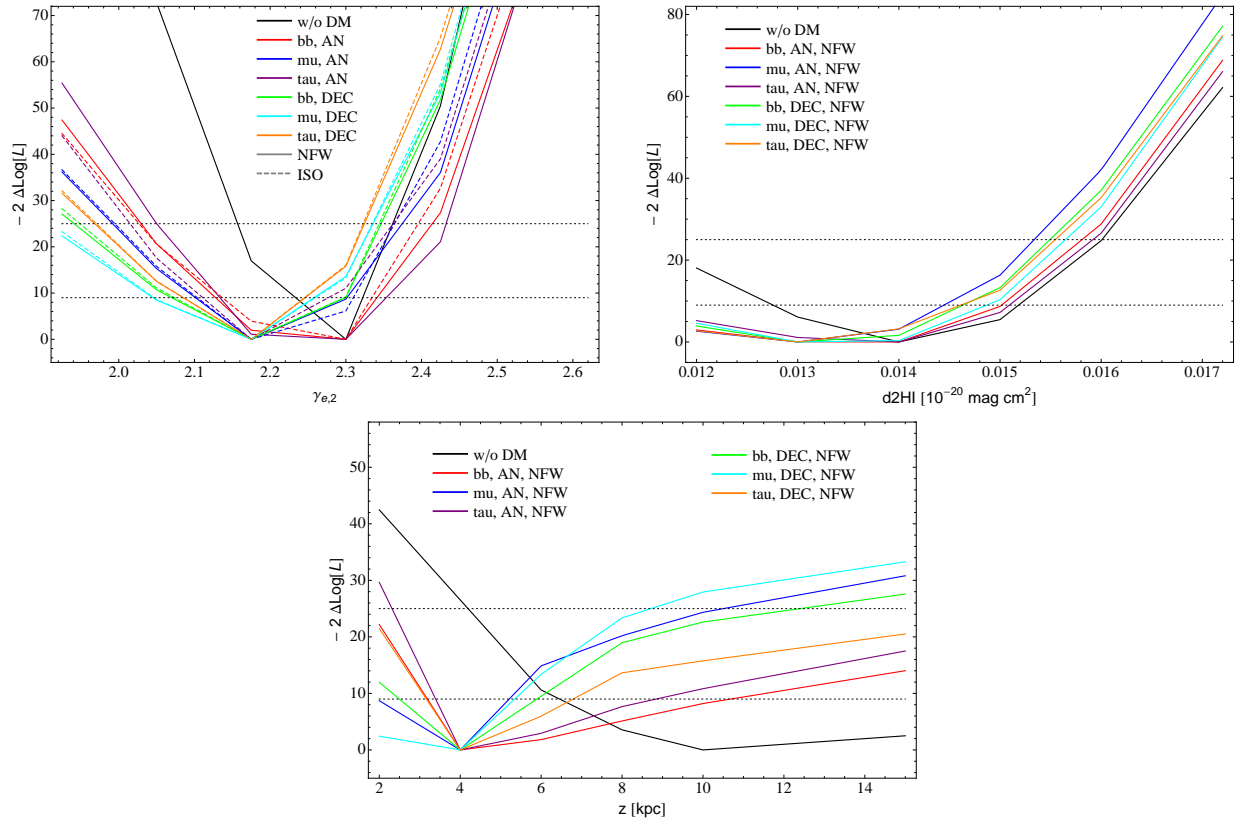 − 2 ΔLog[L]
70
60
50
40
30
20
10
0
w/o DM
bb, AN
mu, AN
tau, AN
bb, DEC
mu, DEC
tau, DEC
NFW
ISO
2.0 2.1 2.2 2.3 2.4 2.5 2.6
γe,2
− 2 ΔLog[L]
80
60
40
20
0
w/o DM
bb, AN, NFW
mu, AN, NFW
tau, AN, NFW
bb, DEC, NFW
mu, DEC, NFW
tau, DEC, NFW
0.012 0.013 0.014 0.015 0.016 0.017
d2HI [10⁻²⁰ mag cm²]
− 2 ΔLog[L]
50
40
30
20
10
0
w/o DM
bb, AN, NFW
mu, AN, NFW
tau, AN, NFW
bb, DEC, NFW
mu, DEC, NFW
tau, DEC, NFW
2 4 6 8 10 12 14
z [kpc]